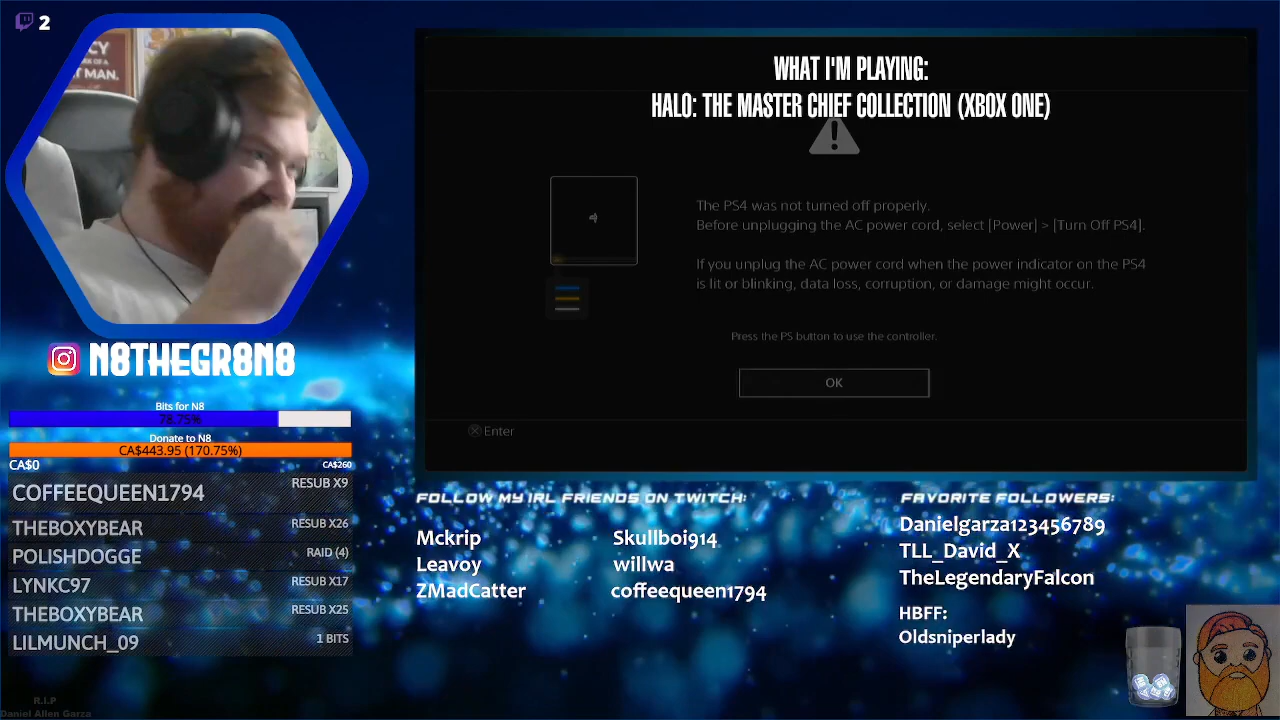 2
CY
T MAN.
N8THEGR8N8
Bits for N8
78.75%
Donate to N8
CA$443.95 (170.75%)
CA$0
CA$260
COFFEEQUEEN1794 RESUB X9
THEBOXYBEAR RESUB X26
POLISHDOGGE RAID (4)
LYNKC97 RESUB X17
THEBOXYBEAR RESUB X25
LILMUNCH_09 1 BITS
R.I.P
Daniel Allen Garza
WHAT I'M PLAYING:
HALO: THE MASTER CHIEF COLLECTION (XBOX ONE)
The PS4 was not turned off properly.
Before unplugging the AC power cord, select [Power] > [Turn Off PS4].
If you unplug the AC power cord when the power indicator on the PS4
is lit or blinking, data loss, corruption, or damage might occur.
Press the PS button to use the controller.
OK
Enter
FOLLOW MY IRL FRIENDS ON TWITCH:
Mckrip Skullboi914
Leavoy willwa
ZMadCatter coffeequeen1794
FAVORITE FOLLOWERS:
Danielgarza123456789
TLL_David_X
TheLegendaryFalcon
HBFF:
Oldsniperlady